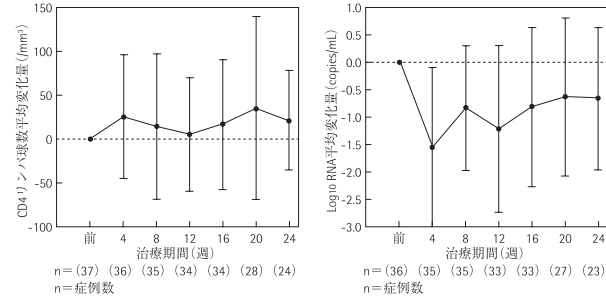 CD4リンパ球数平均変化量(/mm³)
150
100
50
0
-50
-100
前 4 8 12 16 20 24
治療期間(週)
n=(37) (36) (35) (34) (34) (28) (24)
n=症例数
Log10 RNA平均変化量(copies/mL)
1.0
0.5
0.0
-0.5
-1.0
-1.5
-2.0
-2.5
-3.0
前 4 8 12 16 20 24
治療期間(週)
n=(36) (35) (35) (33) (33) (27) (23)
n=症例数